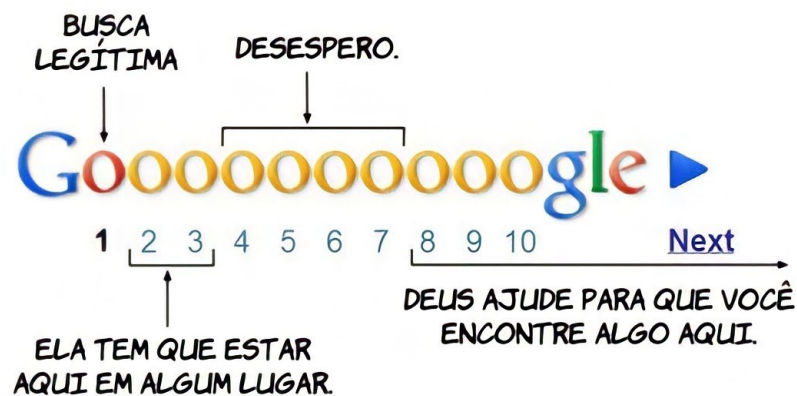 BUSCA
LEGÍTIMA
DESESPERO.
Gooooooooooogle
1 2 3 4 5 6 7 8 9 10 Next
DEUS AJUDE PARA QUE VOCÊ
ENCONTRE ALGO AQUI.
ELA TEM QUE ESTAR
AQUI EM ALGUM LUGAR.